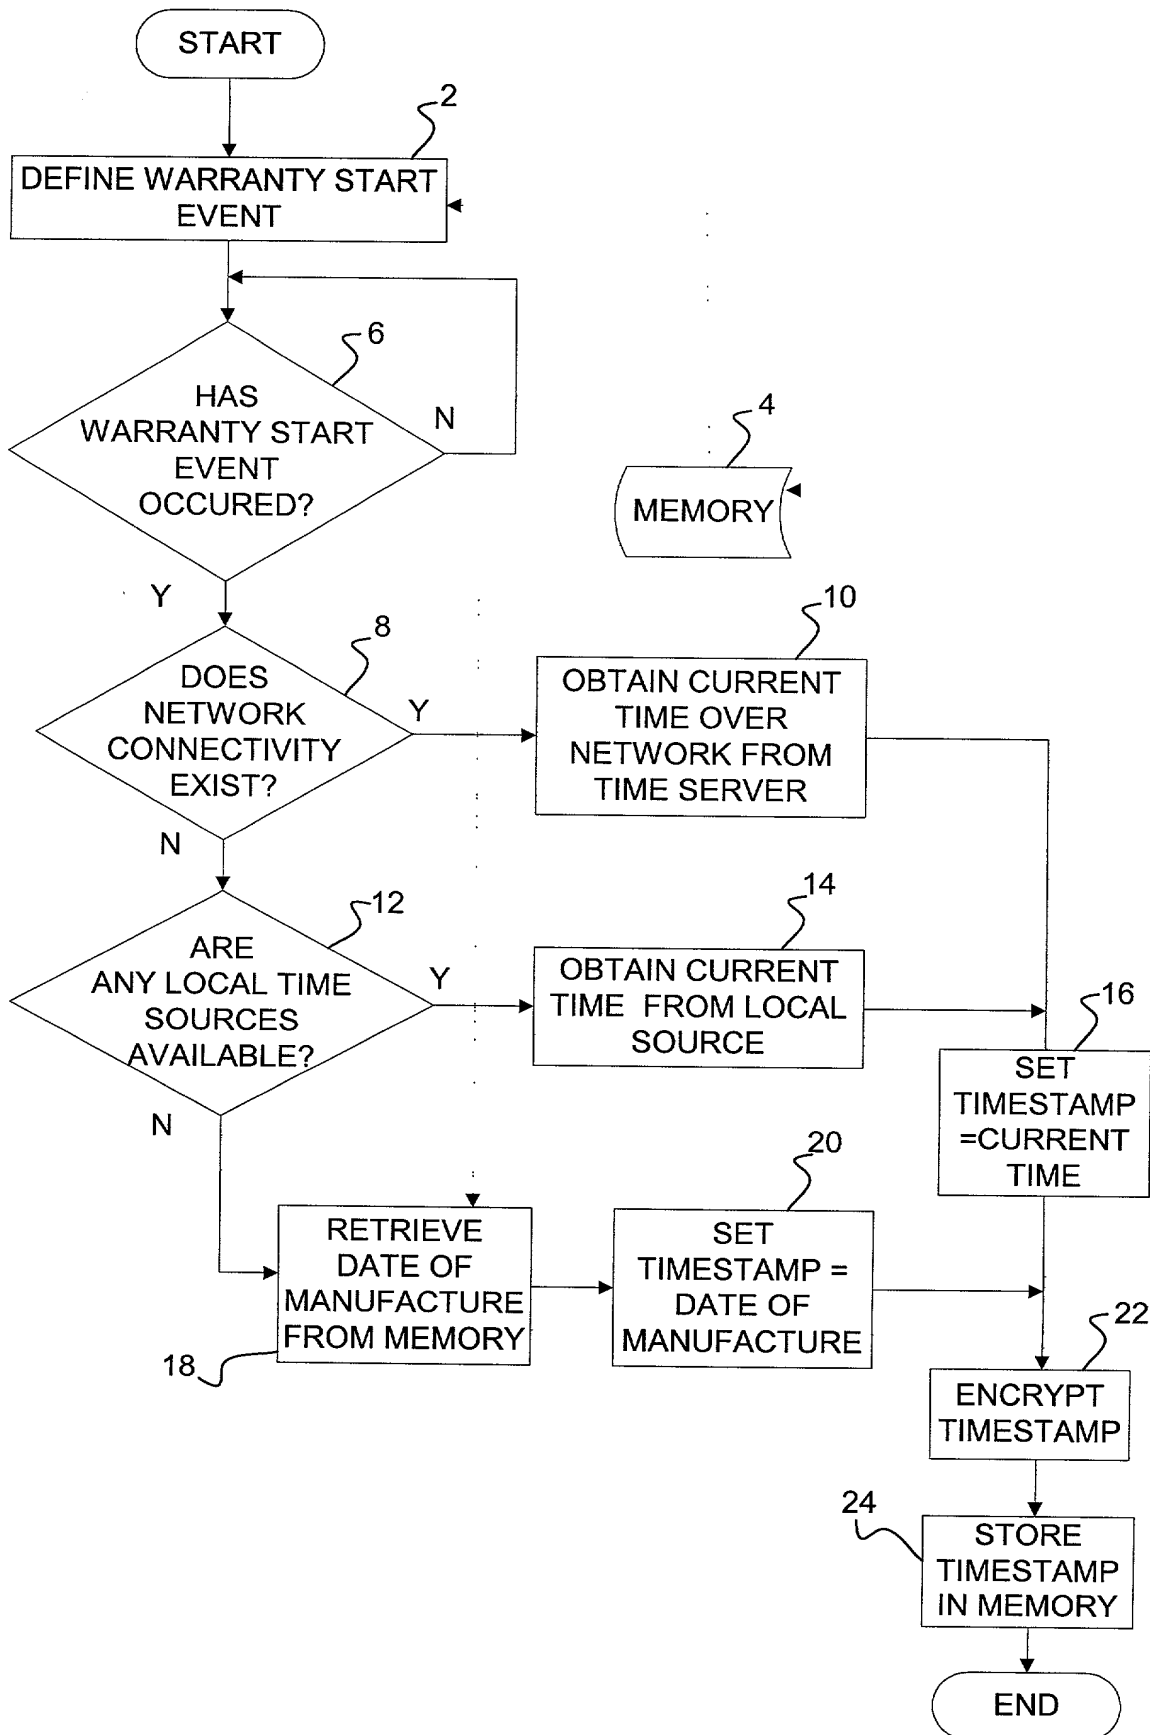 START
2
DEFINE WARRANTY START
EVENT
6
HAS
WARRANTY START
EVENT
OCCURED?
N
Y
4
MEMORY
8
DOES
NETWORK
CONNECTIVITY
EXIST?
Y
N
10
OBTAIN CURRENT
TIME OVER
NETWORK FROM
TIME SERVER
12
ARE
ANY LOCAL TIME
SOURCES
AVAILABLE?
Y
N
14
OBTAIN CURRENT
TIME FROM LOCAL
SOURCE
16
SET
TIMESTAMP
=CURRENT
TIME
RETRIEVE
DATE OF
MANUFACTURE
FROM MEMORY
18
20
SET
TIMESTAMP =
DATE OF
MANUFACTURE
22
ENCRYPT
TIMESTAMP
24
STORE
TIMESTAMP
IN MEMORY
END